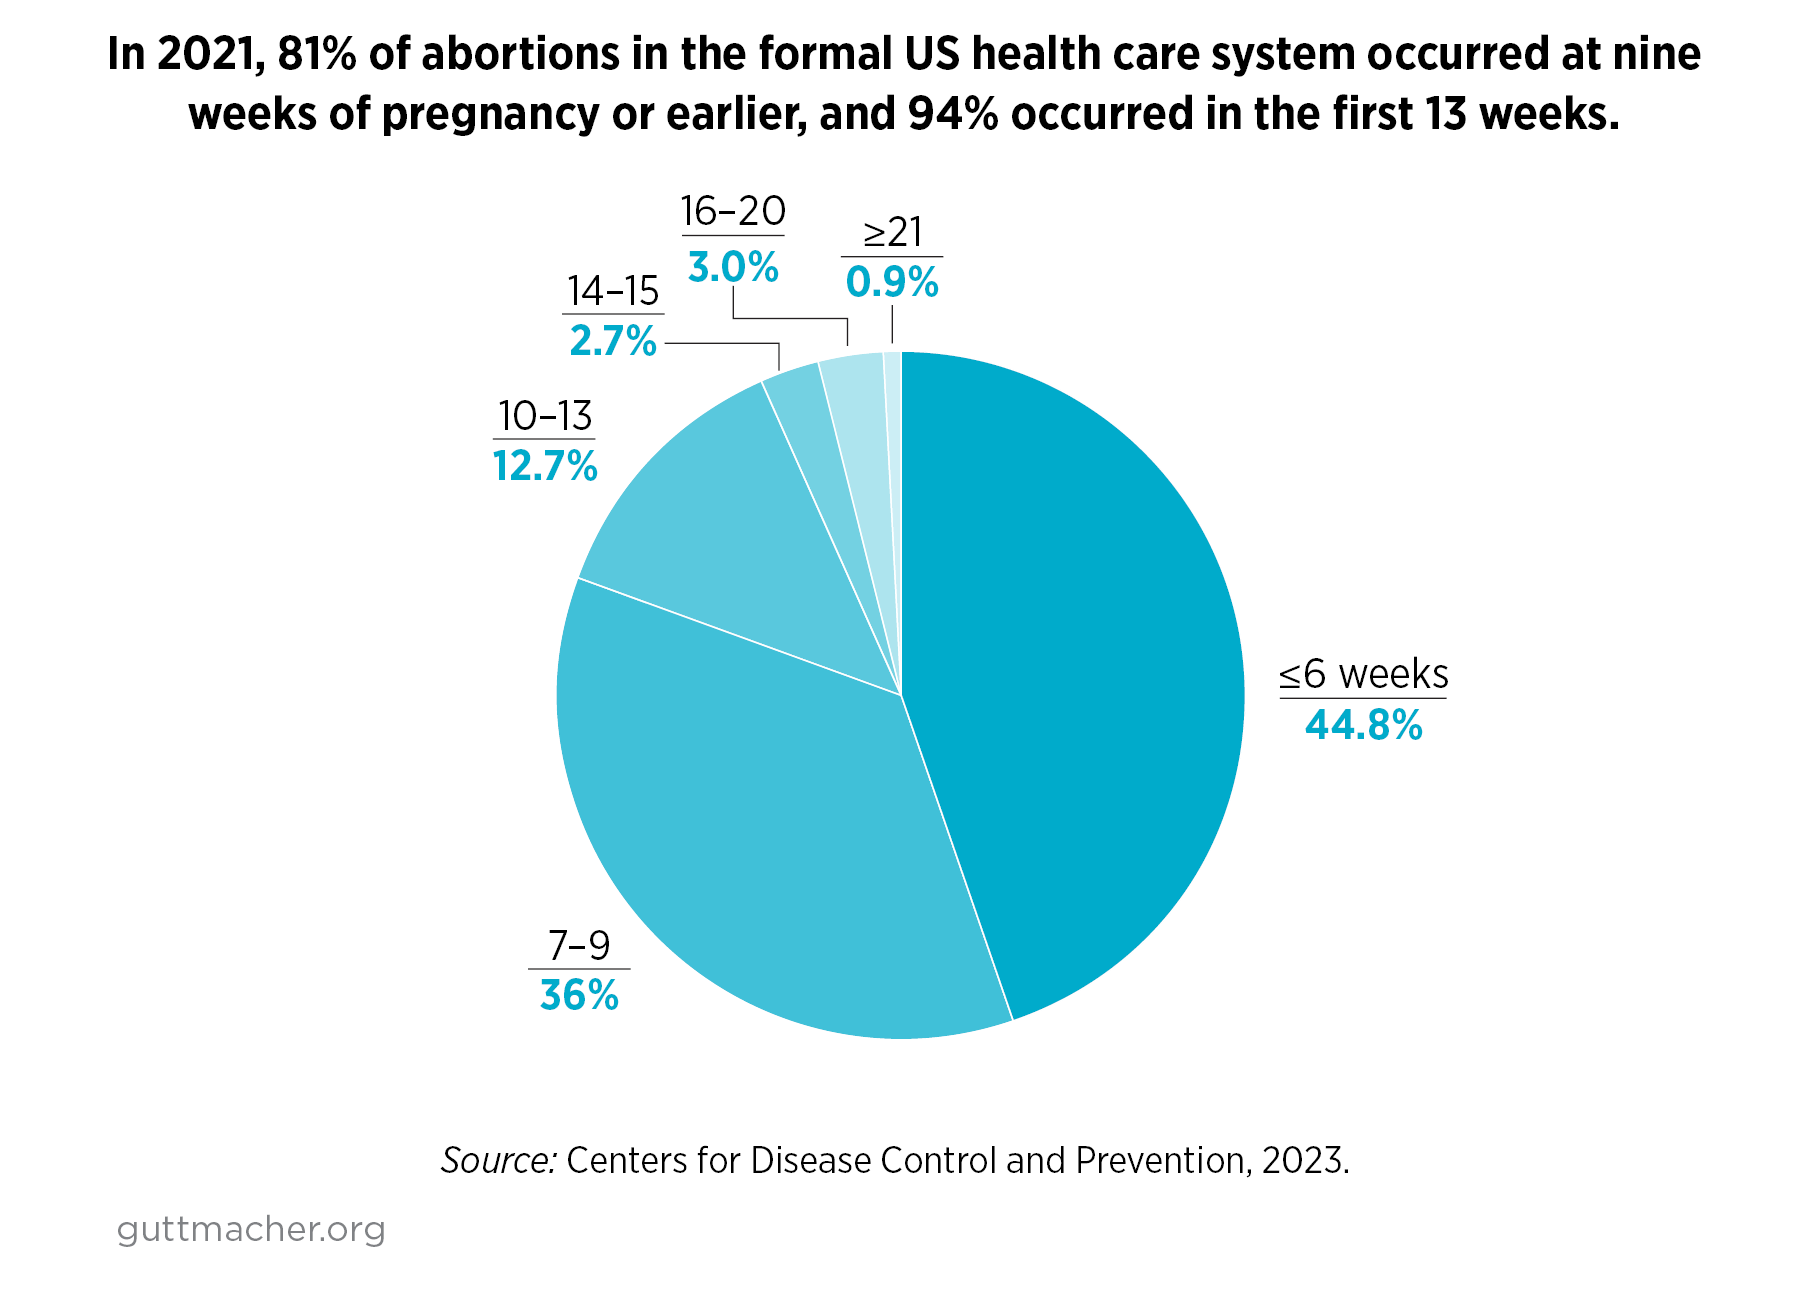 In 2021, 81% of abortions in the formal US health care system occurred at nine
weeks of pregnancy or earlier, and 94% occurred in the first 13 weeks.
16–20
3.0%
≥21
0.9%
14–15
2.7%
10–13
12.7%
≤6 weeks
44.8%
7–9
36%
Source: Centers for Disease Control and Prevention, 2023.
guttmacher.org